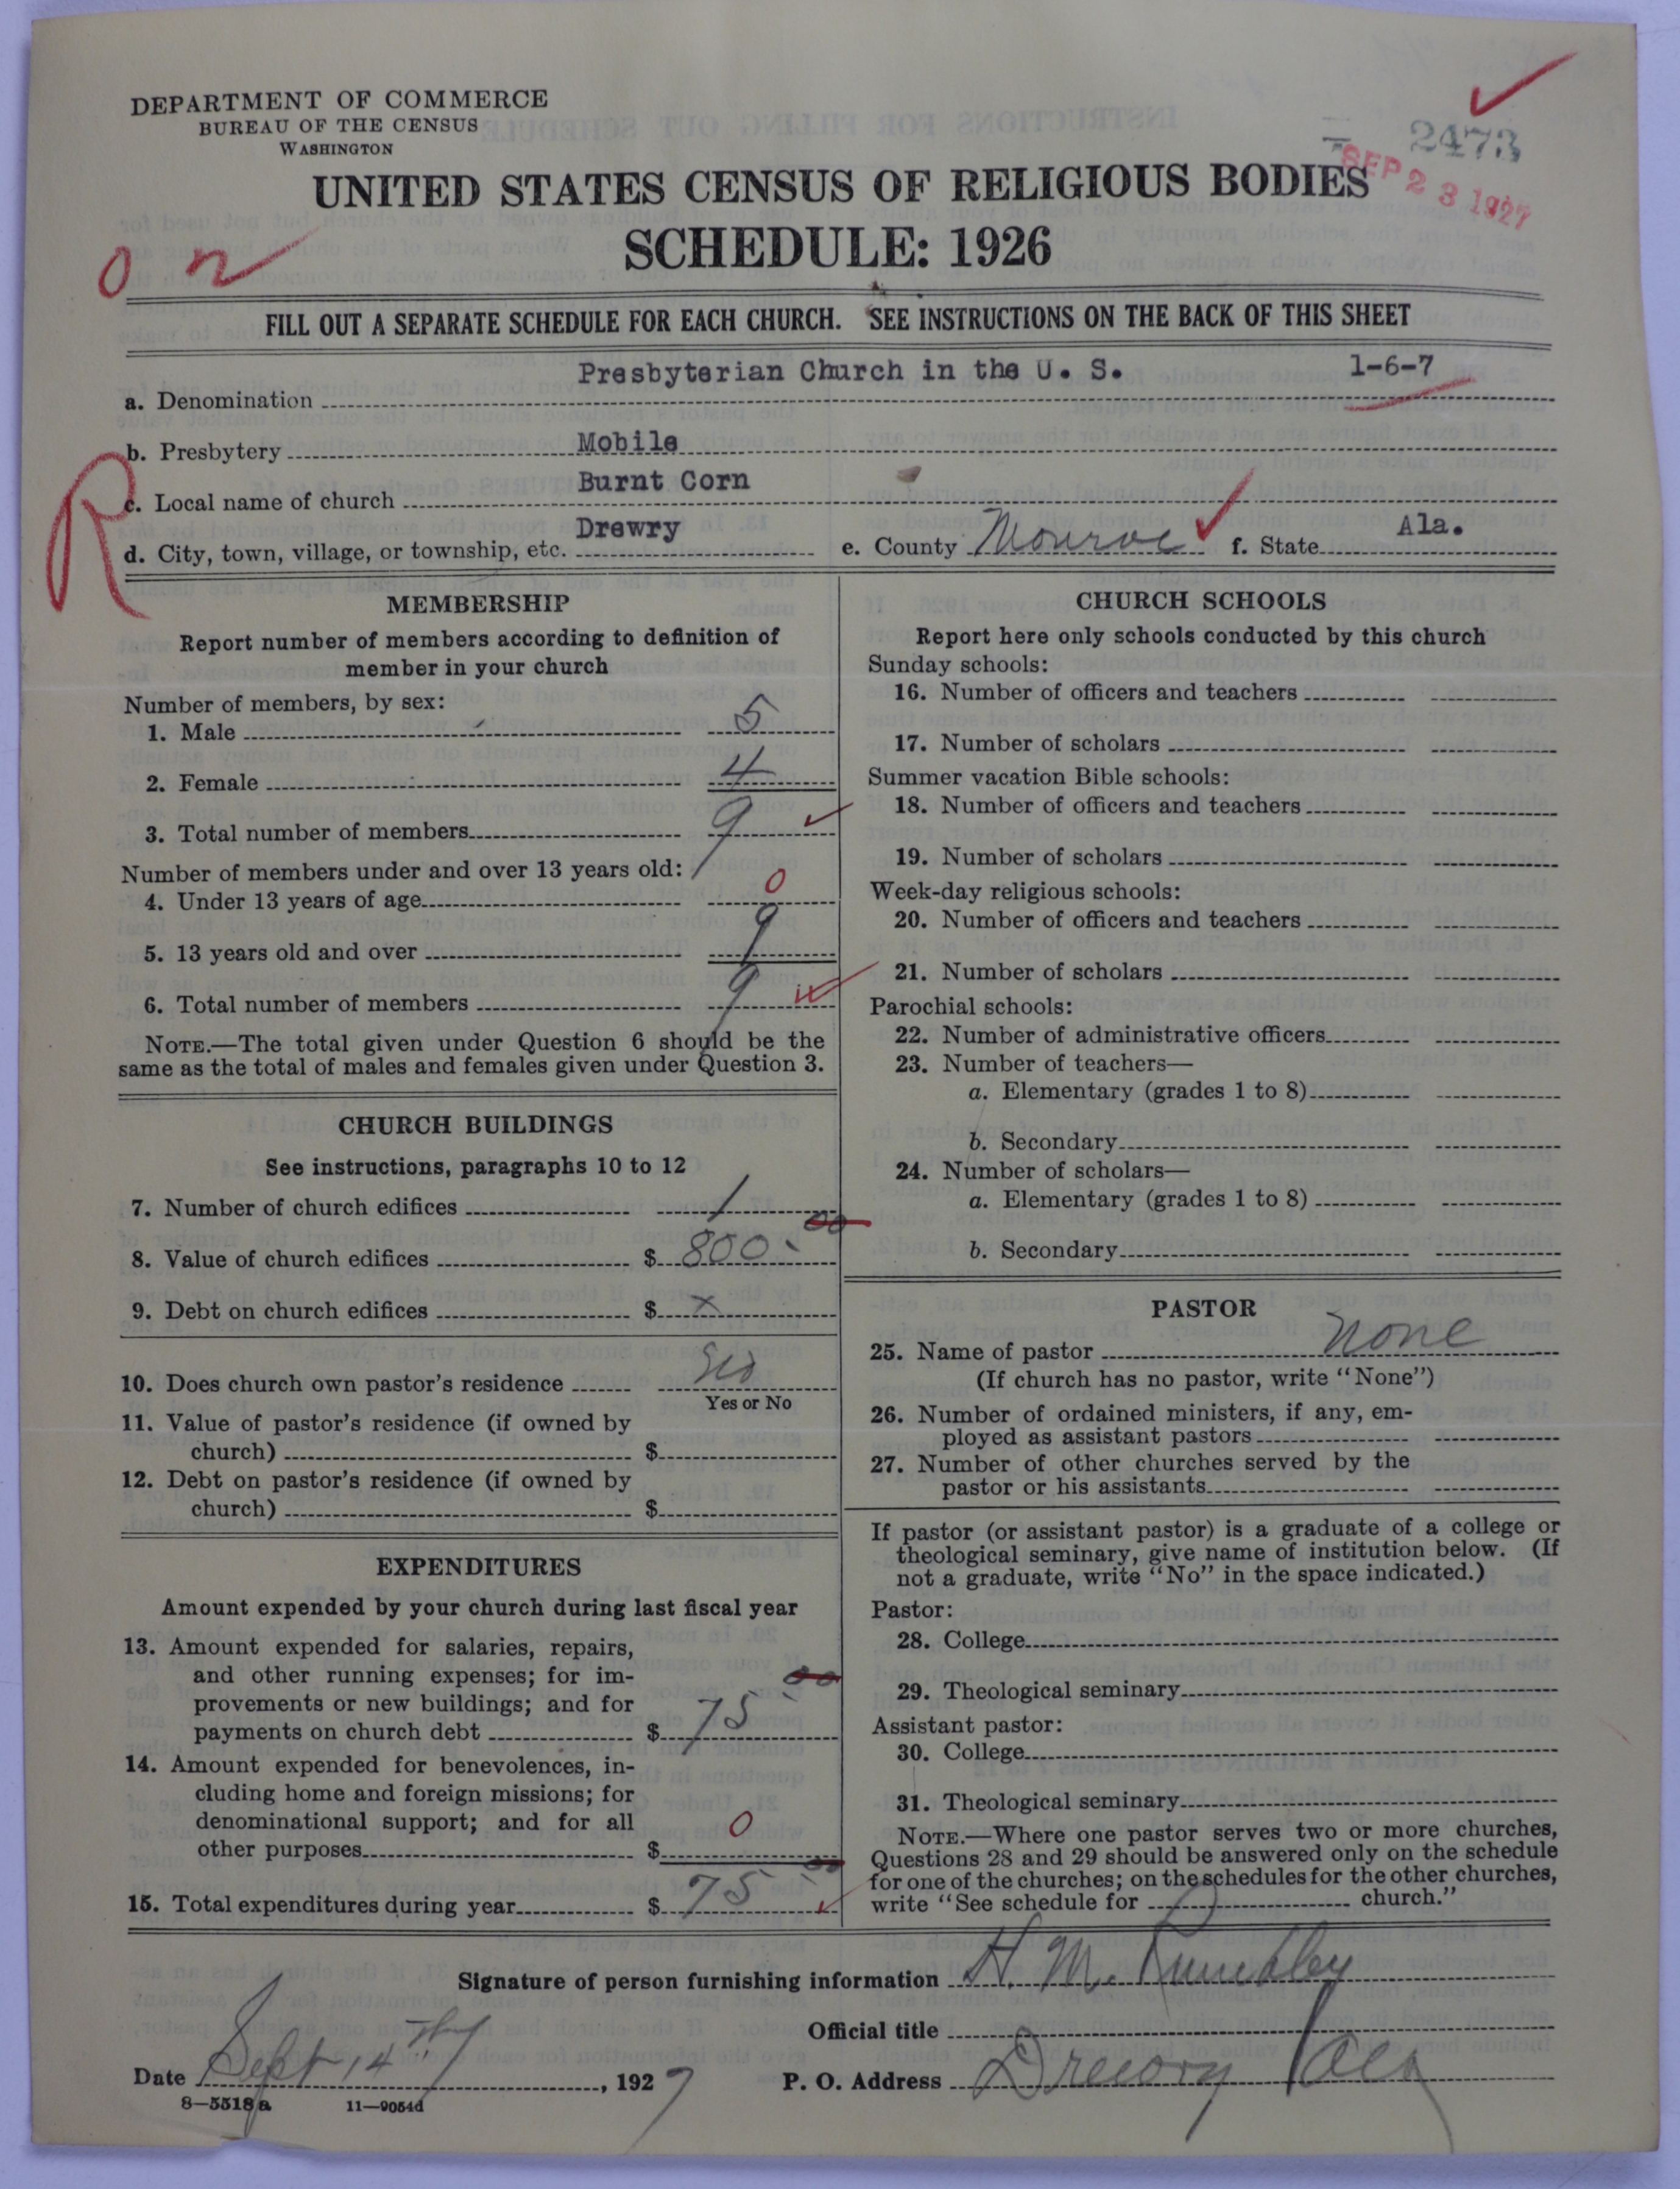 DEPARTMENT OF COMMERCE
BUREAU OF THE CENSUS
WASHINGTON
2473
SEP 23 1927
UNITED STATES CENSUS OF RELIGIOUS BODIES
SCHEDULE: 1926
FILL OUT A SEPARATE SCHEDULE FOR EACH CHURCH. SEE INSTRUCTIONS ON THE BACK OF THIS SHEET
a. Denomination Presbyterian Church in the U. S. 1-6-7
b. Presbytery Mobile
R
c. Local name of church Burnt Corn
d. City, town, village, or township, etc. Drewry e. County Monroe f. State Ala.
MEMBERSHIP
Report number of members according to definition of
member in your church
Number of members, by sex:
1. Male 5
2. Female 4
3. Total number of members 9
Number of members under and over 13 years old:
4. Under 13 years of age 0
5. 13 years old and over 9
6. Total number of members 9
NOTE.—The total given under Question 6 should be the
same as the total of males and females given under Question 3.
CHURCH BUILDINGS
See instructions, paragraphs 10 to 12
7. Number of church edifices 1
8. Value of church edifices $ 800.00
9. Debt on church edifices $ x
10. Does church own pastor's residence
Yes or No
11. Value of pastor's residence (if owned by
church) $
12. Debt on pastor's residence (if owned by
church) $
EXPENDITURES
Amount expended by your church during last fiscal year
13. Amount expended for salaries, repairs,
and other running expenses; for im-
provements or new buildings; and for
payments on church debt $ 75 00
14. Amount expended for benevolences, in-
cluding home and foreign missions; for
denominational support; and for all
other purposes $ 0
15. Total expenditures during year $ 75 00
CHURCH SCHOOLS
Report here only schools conducted by this church
Sunday schools:
16. Number of officers and teachers
17. Number of scholars
Summer vacation Bible schools:
18. Number of officers and teachers
19. Number of scholars
Week-day religious schools:
20. Number of officers and teachers
21. Number of scholars
Parochial schools:
22. Number of administrative officers
23. Number of teachers—
a. Elementary (grades 1 to 8)
b. Secondary
24. Number of scholars—
a. Elementary (grades 1 to 8)
b. Secondary
PASTOR
25. Name of pastor None
(If church has no pastor, write "None")
26. Number of ordained ministers, if any, em-
ployed as assistant pastors
27. Number of other churches served by the
pastor or his assistants
If pastor (or assistant pastor) is a graduate of a college or
theological seminary, give name of institution below. (If
not a graduate, write "No" in the space indicated.)
Pastor:
28. College
29. Theological seminary
Assistant pastor:
30. College
31. Theological seminary
NOTE.—Where one pastor serves two or more churches,
Questions 28 and 29 should be answered only on the schedule
for one of the churches; on the schedules for the other churches,
write "See schedule for church."
Signature of person furnishing information H. M. Rumbley
Official title
Date Sept 14th, 1927 P. O. Address Drewry Ala
8—5518a 11—9054d